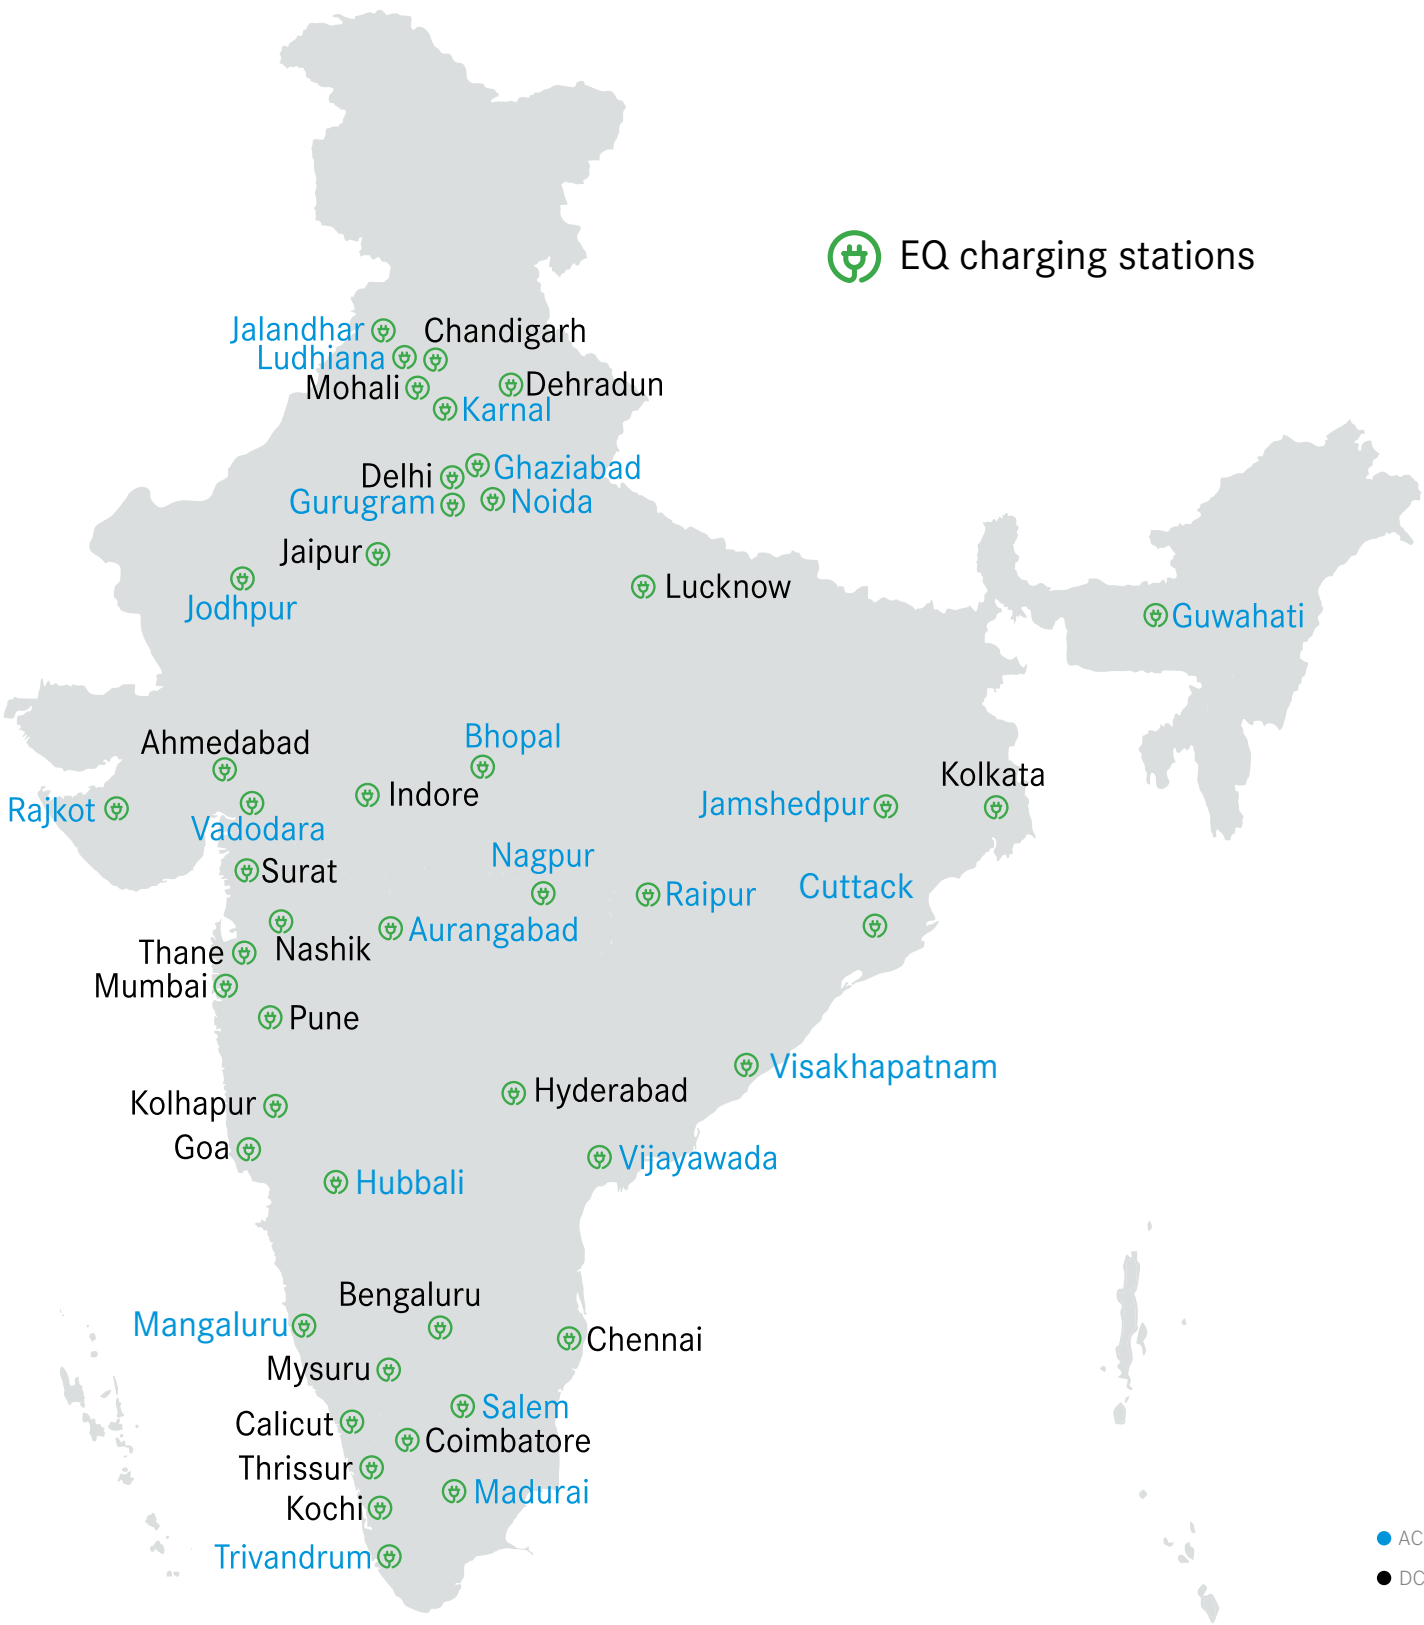 EQ charging stations
Jalandhar
Chandigarh
Ludhiana
Mohali
Dehradun
Karnal
Delhi
Ghaziabad
Gurugram
Noida
Jaipur
Lucknow
Jodhpur
Guwahati
Ahmedabad
Bhopal
Kolkata
Indore
Rajkot
Jamshedpur
Vadodara
Nagpur
Surat
Raipur
Cuttack
Aurangabad
Thane
Nashik
Mumbai
Pune
Visakhapatnam
Hyderabad
Kolhapur
Goa
Vijayawada
Hubbali
Bengaluru
Mangaluru
Chennai
Mysuru
Salem
Calicut
Coimbatore
Thrissur
Madurai
Kochi
Trivandrum
AC
DC